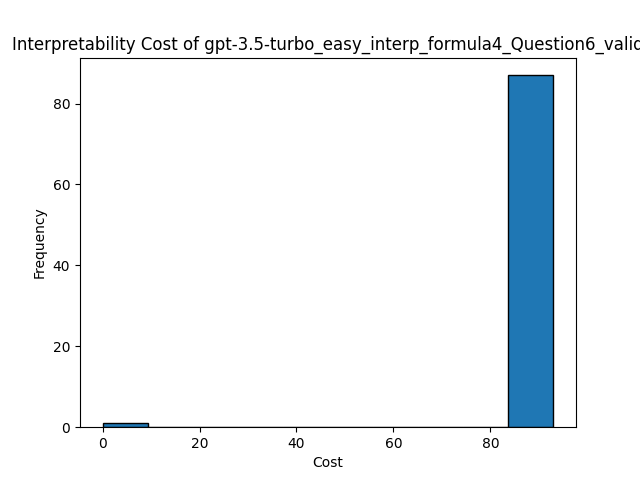 Interpretability Cost of gpt-3.5-turbo_easy_interp_formula4_Question6_valid
80
60
40
20
0
Frequency
0 20 40 60 80
Cost